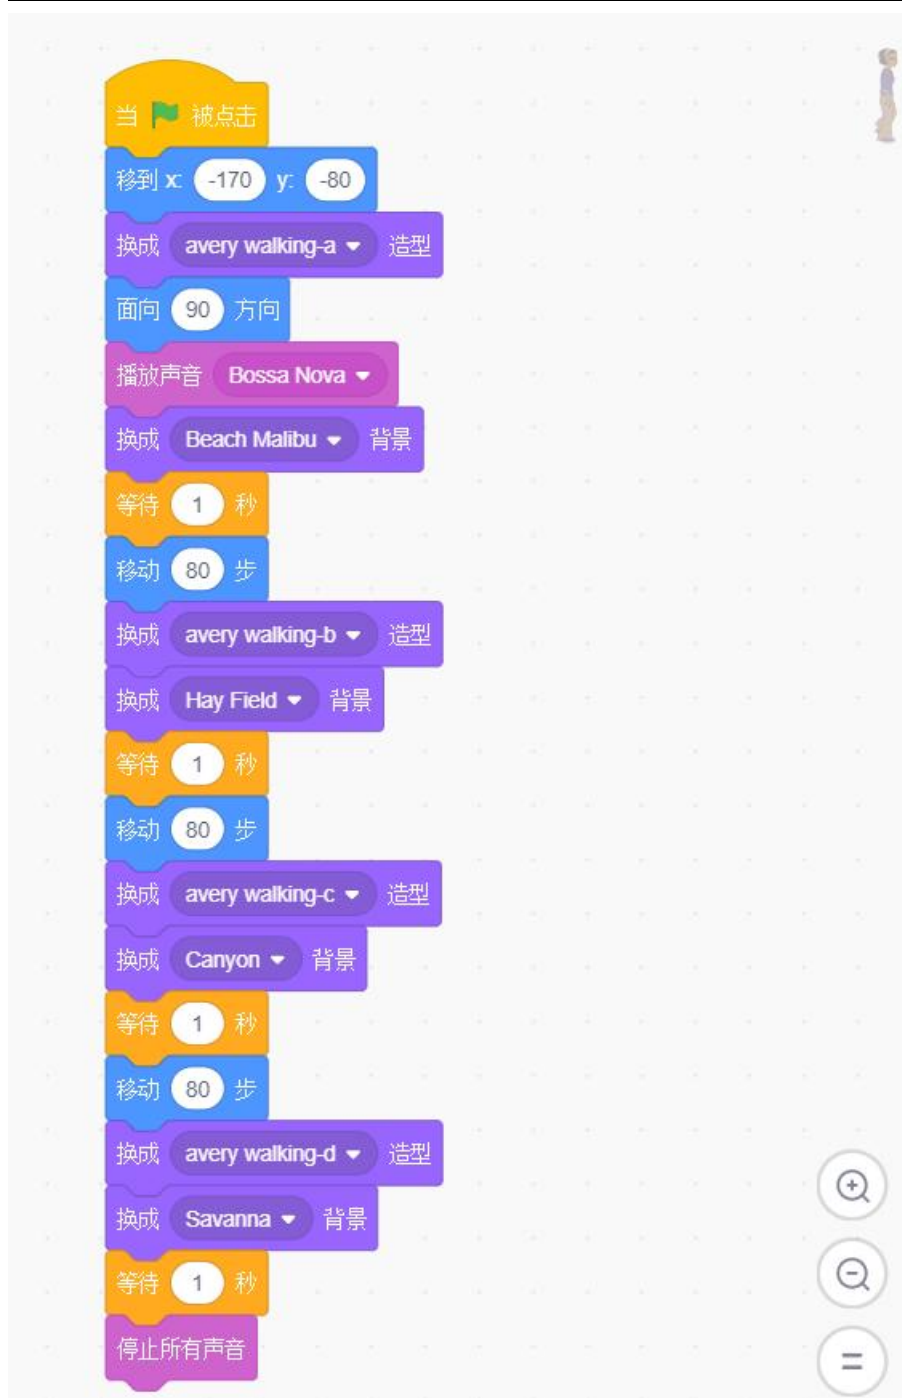 当 被点击
移到 x: -170 y: -80
换成 avery walking-a 造型
面向 90 方向
播放声音 Bossa Nova
换成 Beach Malibu 背景
等待 1 秒
移动 80 步
换成 avery walking-b 造型
换成 Hay Field 背景
等待 1 秒
移动 80 步
换成 avery walking-c 造型
换成 Canyon 背景
等待 1 秒
移动 80 步
换成 avery walking-d 造型
换成 Savanna 背景
等待 1 秒
停止所有声音